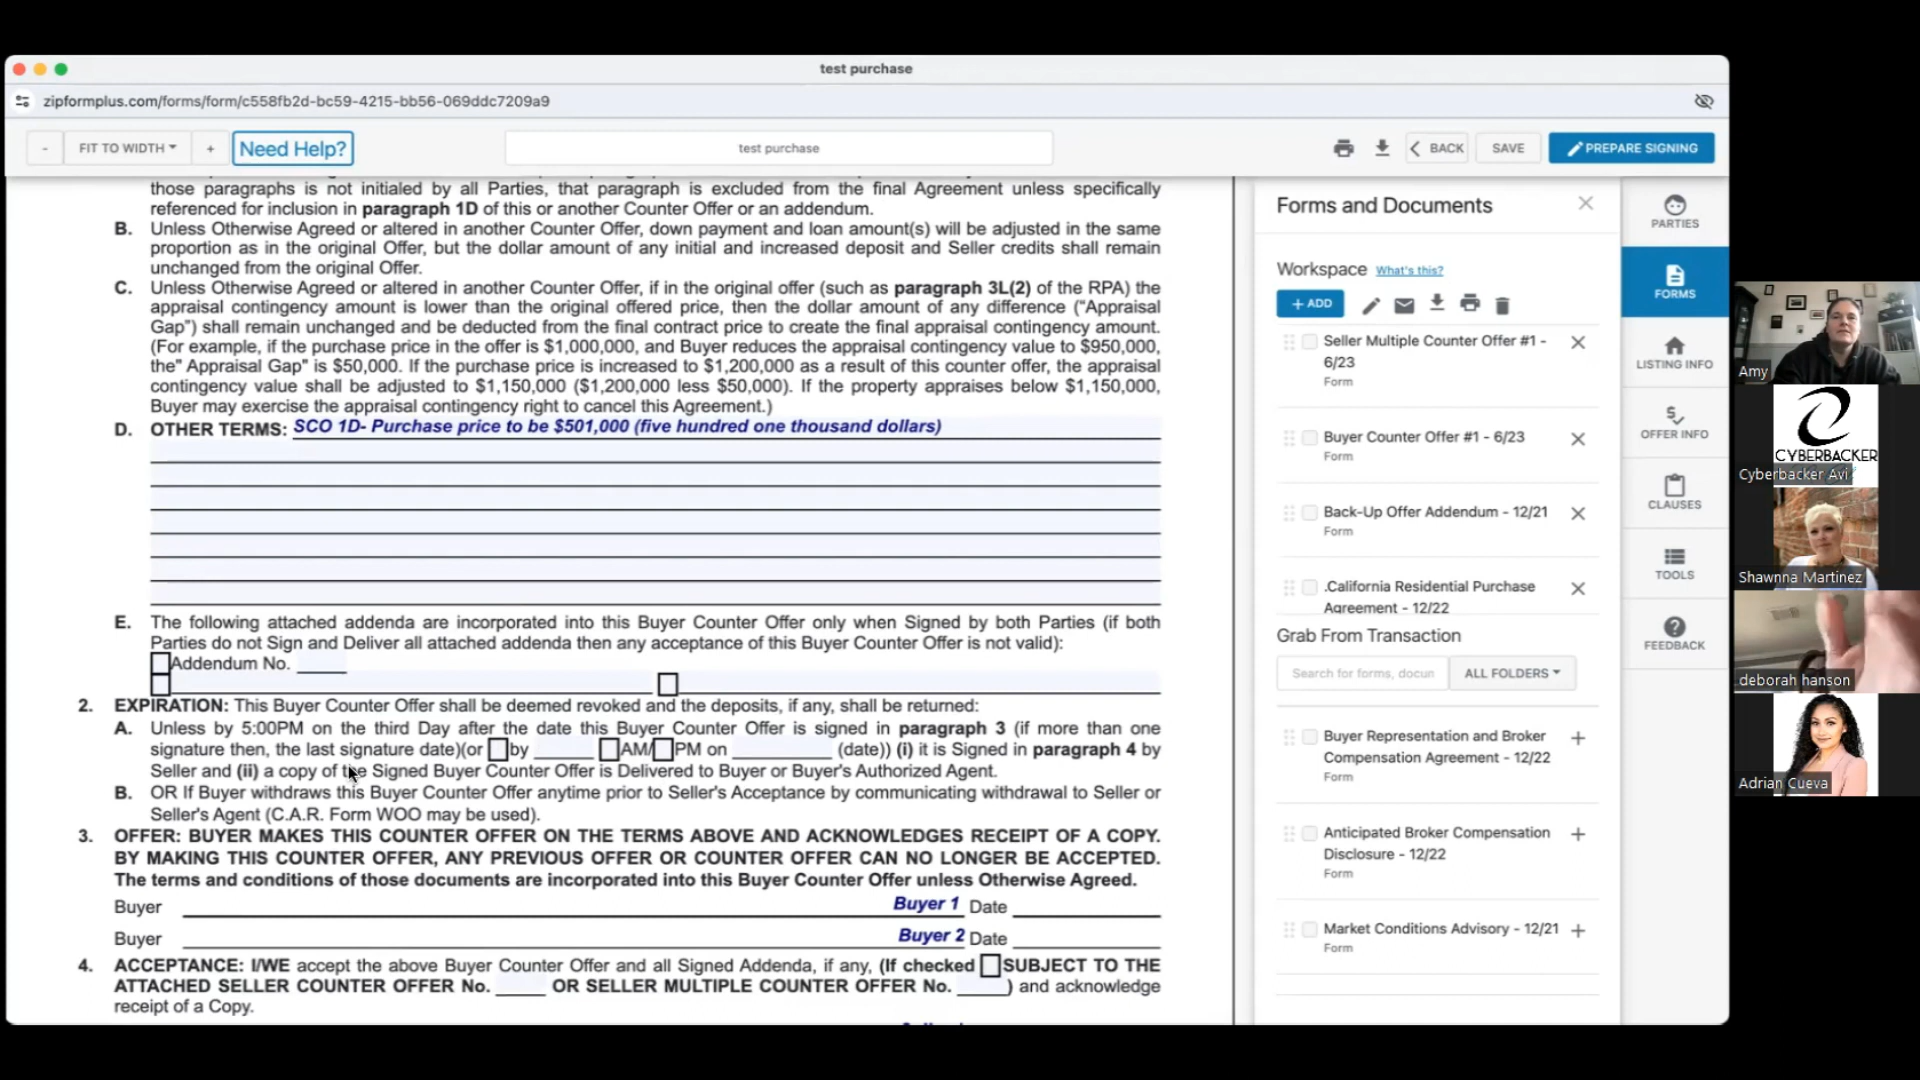 test purchase
zipformplus.com/forms/form/c558fb2d-bc59-4215-bb56-069ddc7209a9
-
FIT TO WIDTH
+
Need Help?
test purchase
BACK
SAVE
PREPARE SIGNING
those paragraphs is not initialed by all Parties, that paragraph is excluded from the final Agreement unless specifically
referenced for inclusion in paragraph 1D of this or another Counter Offer or an addendum.
B. Unless Otherwise Agreed or altered in another Counter Offer, down payment and loan amount(s) will be adjusted in the same
proportion as in the original Offer, but the dollar amount of any initial and increased deposit and Seller credits shall remain
unchanged from the original Offer.
C. Unless Otherwise Agreed or altered in another Counter Offer, if in the original offer (such as paragraph 3L(2) of the RPA) the
appraisal contingency amount is lower than the original offered price, then the dollar amount of any difference (“Appraisal
Gap”) shall remain unchanged and be deducted from the final contract price to create the final appraisal contingency amount.
(For example, if the purchase price in the offer is $1,000,000, and Buyer reduces the appraisal contingency value to $950,000,
the" Appraisal Gap" is $50,000. If the purchase price is increased to $1,200,000 as a result of this counter offer, the appraisal
contingency value shall be adjusted to $1,150,000 ($1,200,000 less $50,000). If the property appraises below $1,150,000,
Buyer may exercise the appraisal contingency right to cancel this Agreement.)
D. OTHER TERMS: SCO 1D- Purchase price to be $501,000 (five hundred one thousand dollars)
E. The following attached addenda are incorporated into this Buyer Counter Offer only when Signed by both Parties (if both
Parties do not Sign and Deliver all attached addenda then any acceptance of this Buyer Counter Offer is not valid):
Addendum No.
2. EXPIRATION: This Buyer Counter Offer shall be deemed revoked and the deposits, if any, shall be returned:
A. Unless by 5:00PM on the third Day after the date this Buyer Counter Offer is signed in paragraph 3 (if more than one
signature then, the last signature date)(or by AM/ PM on (date)) (i) it is Signed in paragraph 4 by
Seller and (ii) a copy of the Signed Buyer Counter Offer is Delivered to Buyer or Buyer's Authorized Agent.
B. OR If Buyer withdraws this Buyer Counter Offer anytime prior to Seller's Acceptance by communicating withdrawal to Seller or
Seller's Agent (C.A.R. Form WOO may be used).
3. OFFER: BUYER MAKES THIS COUNTER OFFER ON THE TERMS ABOVE AND ACKNOWLEDGES RECEIPT OF A COPY.
BY MAKING THIS COUNTER OFFER, ANY PREVIOUS OFFER OR COUNTER OFFER CAN NO LONGER BE ACCEPTED.
The terms and conditions of those documents are incorporated into this Buyer Counter Offer unless Otherwise Agreed.
Buyer Buyer 1 Date
Buyer Buyer 2 Date
4. ACCEPTANCE: I/WE accept the above Buyer Counter Offer and all Signed Addenda, if any, (If checked SUBJECT TO THE
ATTACHED SELLER COUNTER OFFER No. OR SELLER MULTIPLE COUNTER OFFER No. ) and acknowledge
receipt of a Copy.
Forms and Documents
Workspace What's this?
+ ADD
Seller Multiple Counter Offer #1 -
6/23
Form
Buyer Counter Offer #1 - 6/23
Form
Back-Up Offer Addendum - 12/21
Form
.California Residential Purchase
Agreement - 12/22
Grab From Transaction
Search for forms, docun
ALL FOLDERS
Buyer Representation and Broker
Compensation Agreement - 12/22
Form
Anticipated Broker Compensation
Disclosure - 12/22
Form
Market Conditions Advisory - 12/21
Form
PARTIES
FORMS
LISTING INFO
OFFER INFO
CLAUSES
TOOLS
FEEDBACK
Amy
CYBERBACKER
Cyberbacker Avi
Shawnna Martinez
deborah hanson
Adrian Cueva